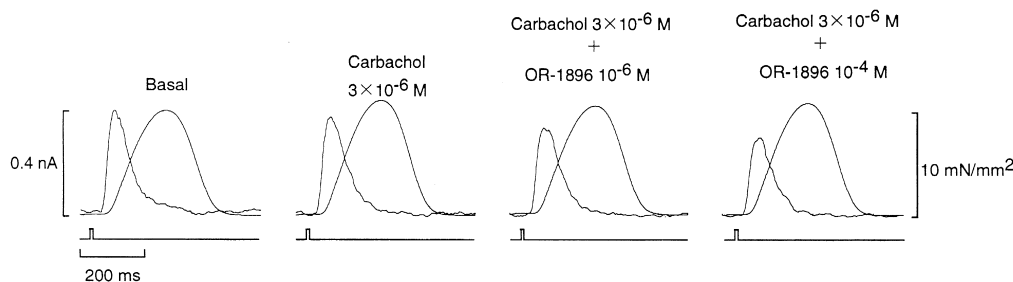 Basal
Carbachol
3×10⁻⁶ M
Carbachol 3×10⁻⁶ M
+
OR-1896 10⁻⁶ M
Carbachol 3×10⁻⁶ M
+
OR-1896 10⁻⁴ M
0.4 nA
10 mN/mm²
200 ms